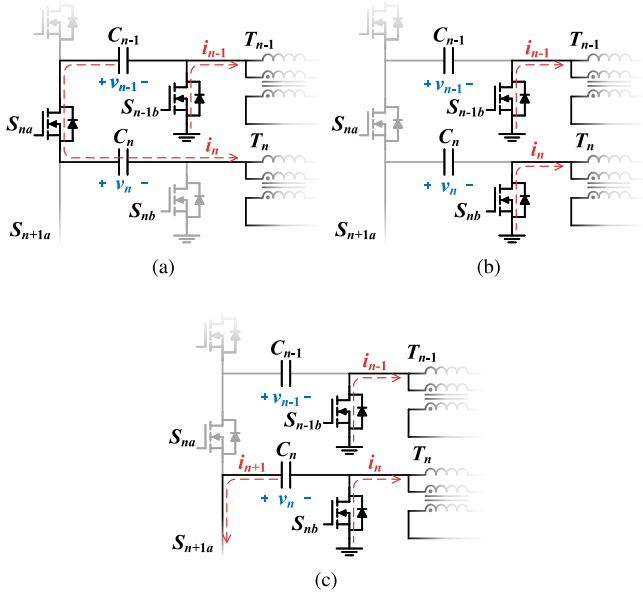 C_{n-1} i_{n-1} T_{n-1}
+ v_{n-1} -
S_{n-1b}
S_{na}
C_n i_n T_n
+ v_n -
S_{nb}
S_{n+1a}
(a)
C_{n-1} i_{n-1} T_{n-1}
+ v_{n-1} -
S_{n-1b}
S_{na}
C_n i_n T_n
+ v_n -
S_{nb}
S_{n+1a}
(b)
C_{n-1} i_{n-1} T_{n-1}
+ v_{n-1} -
S_{n-1b}
S_{na}
i_{n+1} C_n i_n T_n
+ v_n -
S_{nb}
S_{n+1a}
(c)